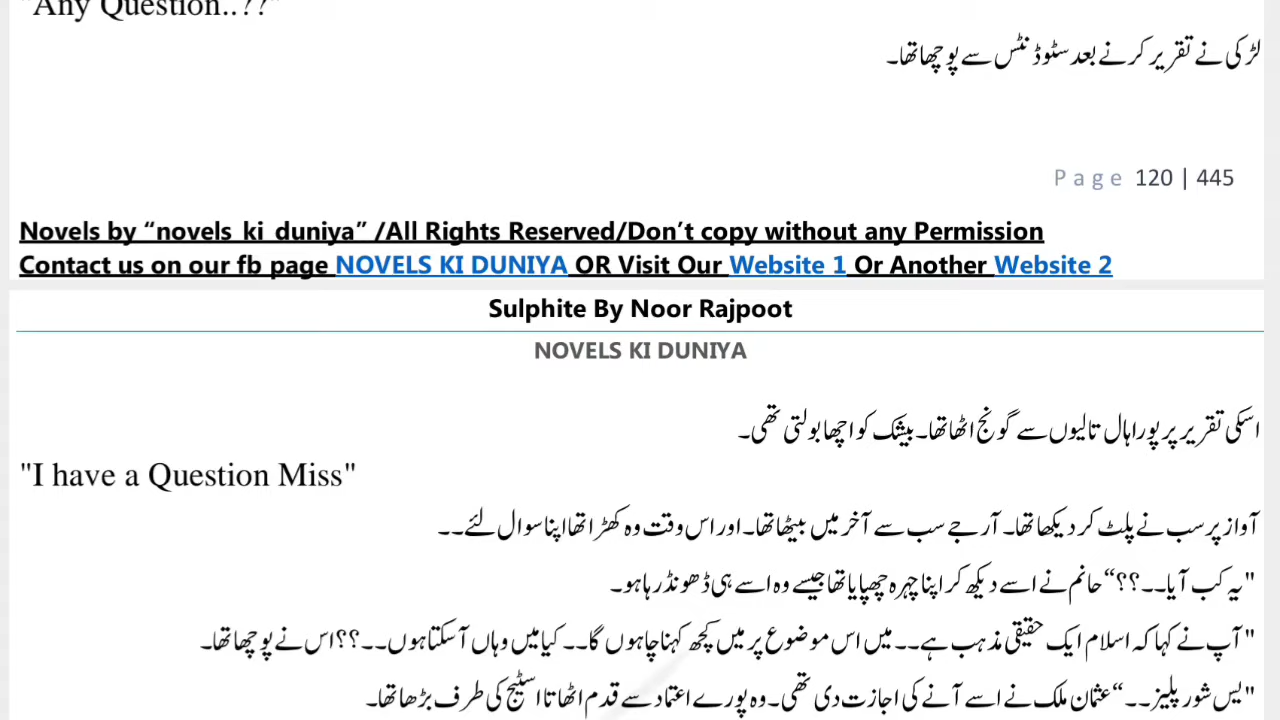 "Any Question..??"
لڑکی نے تقریر کرنے بعد سٹوڈنٹس سے پوچھا تھا۔
Page 120 | 445
Novels by “novels ki duniya” /All Rights Reserved/Don’t copy without any Permission
Contact us on our fb page NOVELS KI DUNIYA OR Visit Our Website 1 Or Another Website 2
Sulphite By Noor Rajpoot
NOVELS KI DUNIYA
اسکی تقریر پر پورا ہال تالیوں سے گونج اٹھا تھا۔ بیشک کو اچھا بولتی تھی۔
"I have a Question Miss"
آواز پر سب نے پلٹ کر دیکھا تھا۔ آرجے سب سے آخر میں بیٹھا تھا۔ اور اس وقت وہ کھڑا تھا اپنا سوال لئے۔۔
"یہ کب آیا۔۔؟؟“ حانم نے اسے دیکھ کر اپنا چہرہ چھپایا تھا جیسے وہ اسے ہی ڈھونڈ رہا ہو۔
"آپ نے کہا کہ اسلام ایک حقیقی مذہب ہے۔۔ میں اس موضوع پر میں کچھ کہنا چاہوں گا۔۔ کیا میں وہاں آ سکتا ہوں۔۔؟؟ اس نے پوچھا تھا۔
"یس شور پلیز۔۔“ عثمان ملک نے اسے آنے کی اجازت دی تھی۔ وہ پورے اعتماد سے قدم اٹھاتا اسٹیج کی طرف بڑھا تھا۔